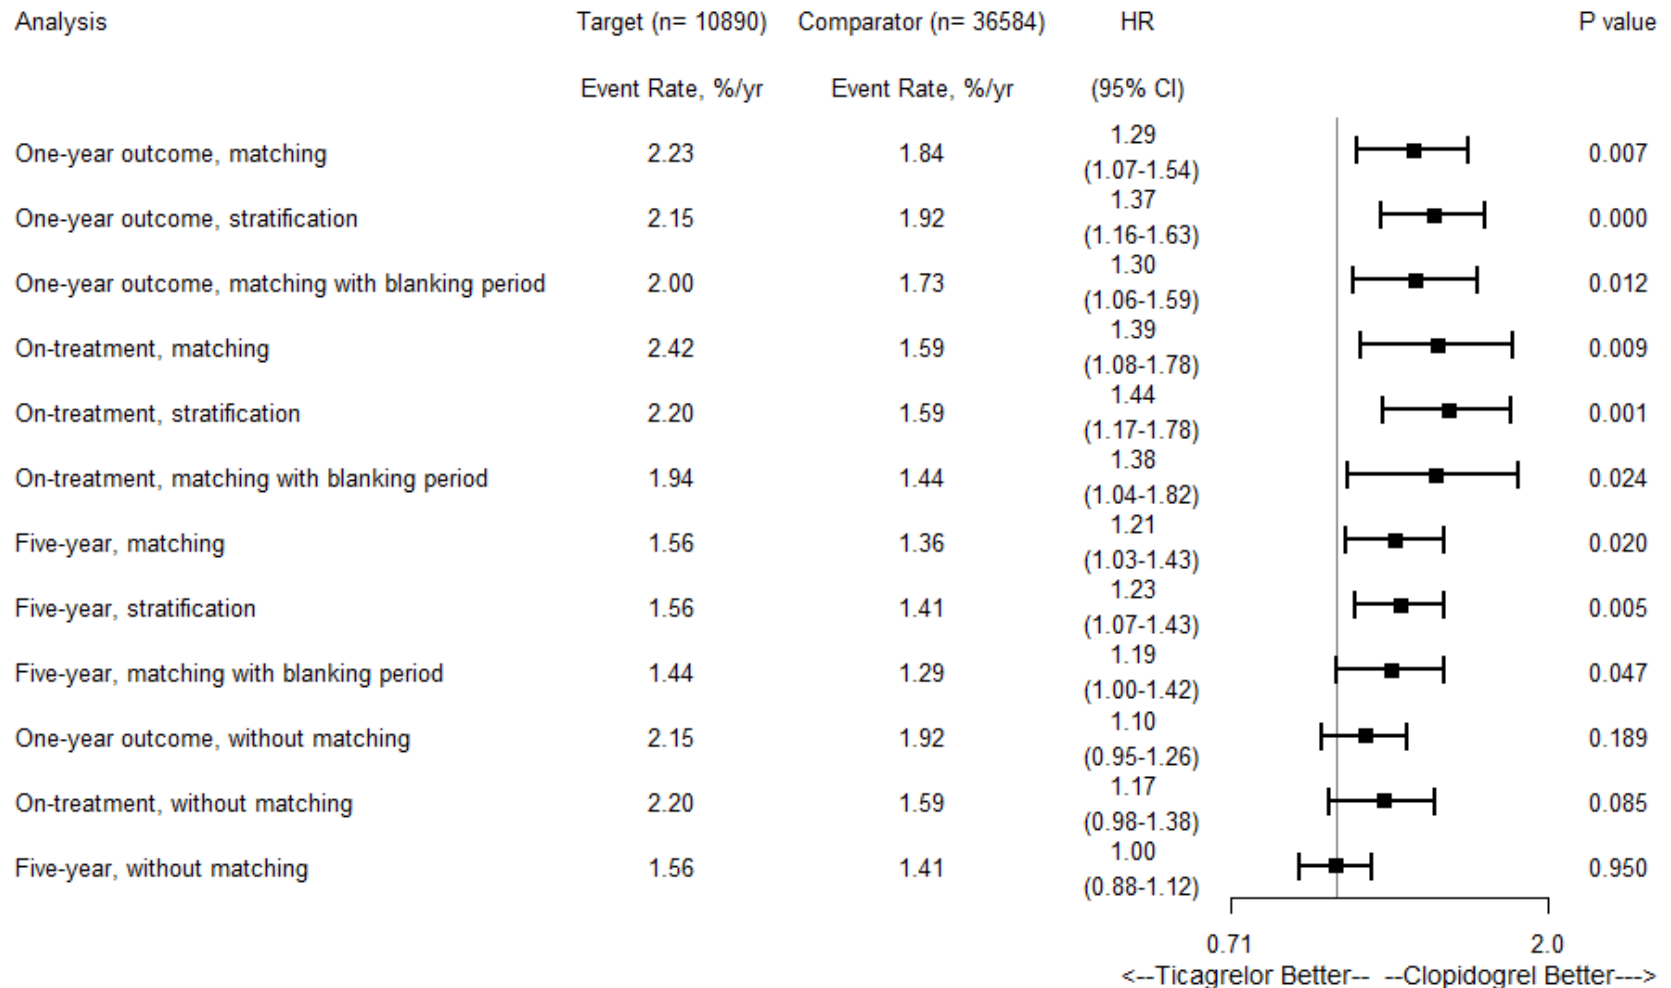 Analysis Target (n= 10890) Comparator (n= 36584) HR P value
Event Rate, %/yr Event Rate, %/yr (95% CI)
One-year outcome, matching 2.23 1.84 1.29 (1.07-1.54) 0.007
One-year outcome, stratification 2.15 1.92 1.37 (1.16-1.63) 0.000
One-year outcome, matching with blanking period 2.00 1.73 1.30 (1.06-1.59) 0.012
On-treatment, matching 2.42 1.59 1.39 (1.08-1.78) 0.009
On-treatment, stratification 2.20 1.59 1.44 (1.17-1.78) 0.001
On-treatment, matching with blanking period 1.94 1.44 1.38 (1.04-1.82) 0.024
Five-year, matching 1.56 1.36 1.21 (1.03-1.43) 0.020
Five-year, stratification 1.56 1.41 1.23 (1.07-1.43) 0.005
Five-year, matching with blanking period 1.44 1.29 1.19 (1.00-1.42) 0.047
One-year outcome, without matching 2.15 1.92 1.10 (0.95-1.26) 0.189
On-treatment, without matching 2.20 1.59 1.17 (0.98-1.38) 0.085
Five-year, without matching 1.56 1.41 1.00 (0.88-1.12) 0.950
0.71 2.0
<--Ticagrelor Better-- --Clopidogrel Better--->